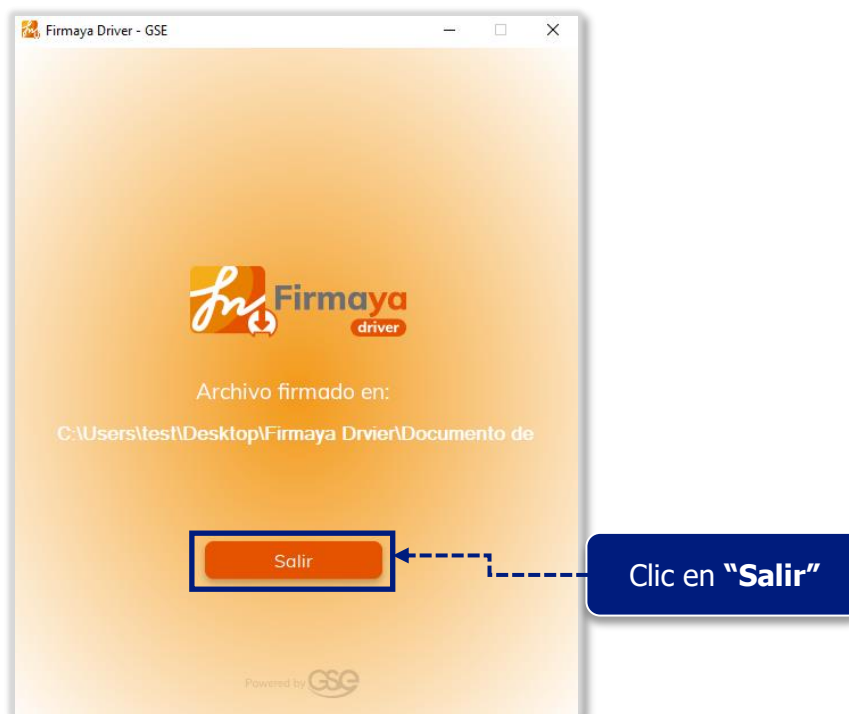 Firmaya Driver - GSE
Firmaya
driver
Archivo firmado en:
C:\Users\test\Desktop\Firmaya Drvier\Documento de
Salir
Clic en “Salir”
Powered by GSE